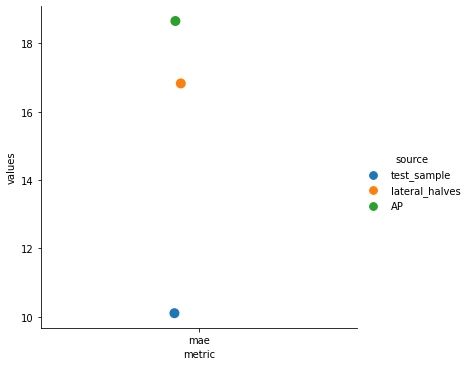 18
16
14
12
10
values
mae
metric
source
test_sample
lateral_halves
AP